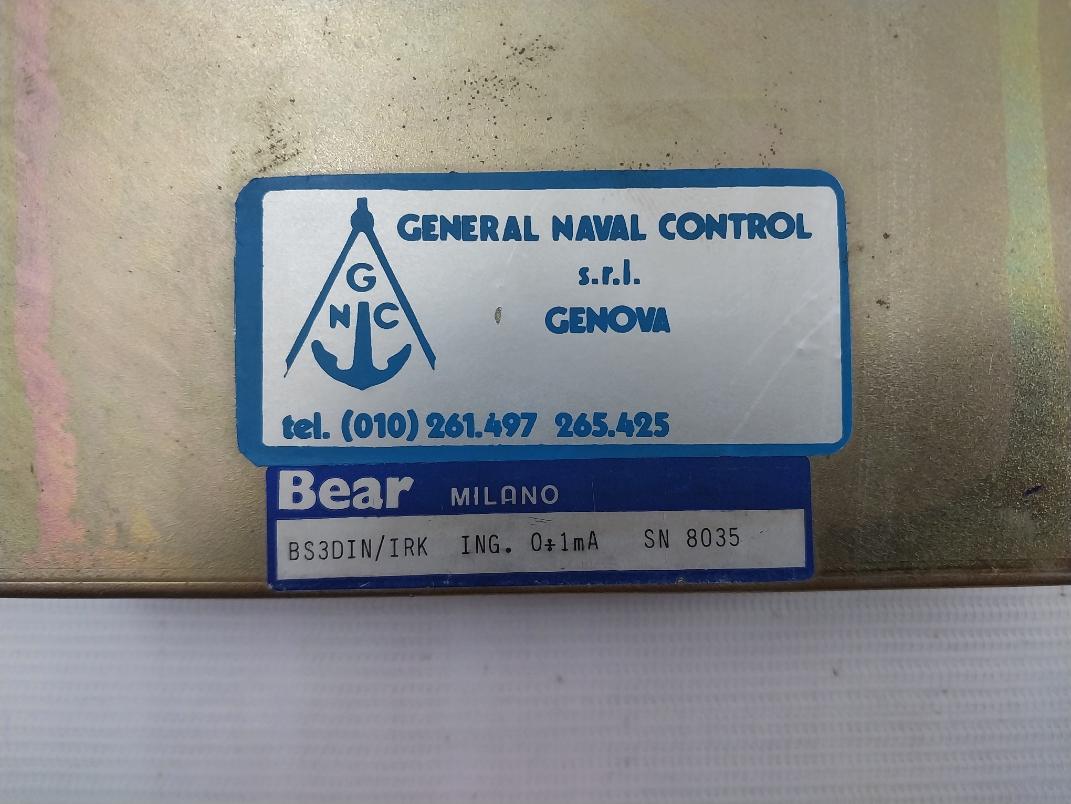 GENERAL NAVAL CONTROL
s.r.l.
GENOVA
G
N C
tel. (010) 261.497 265.425
Bear MILANO
BS3DIN/IRK ING. 0÷1mA SN 8035